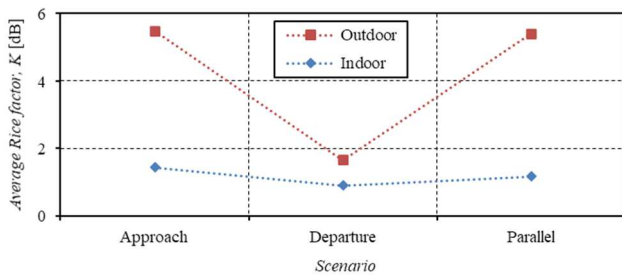 Average Rice factor, K [dB]
6
4
2
0
Outdoor
Indoor
Approach
Departure
Parallel
Scenario